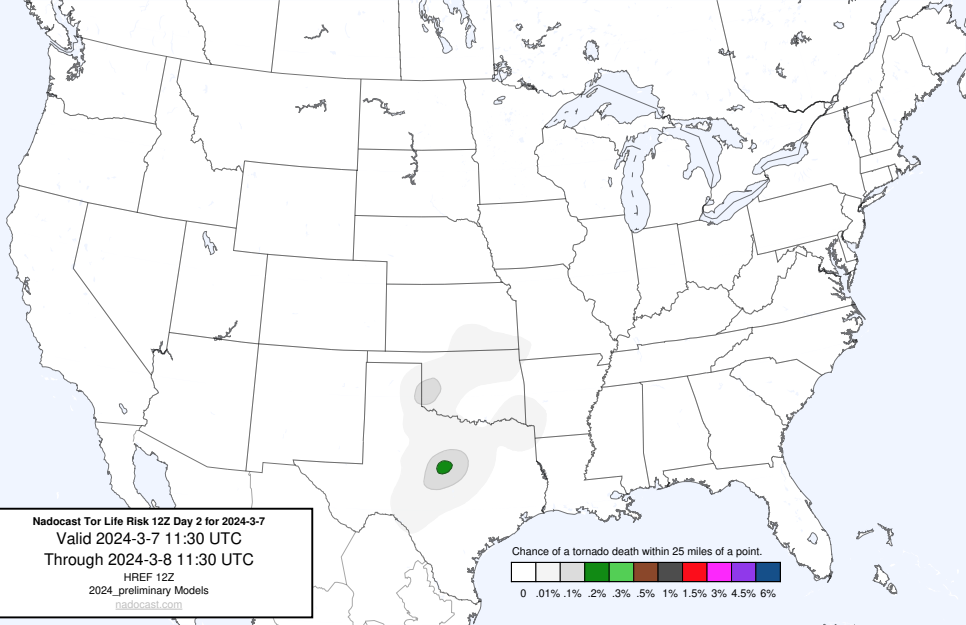 Nadocast Tor Life Risk 12Z Day 2 for 2024-3-7
Valid 2024-3-7 11:30 UTC
Through 2024-3-8 11:30 UTC
HREF 12Z
2024_preliminary Models
nadocast.com
Chance of a tornado death within 25 miles of a point.
0 .01% .1% .2% .3% .5% 1% 1.5% 3% 4.5% 6%